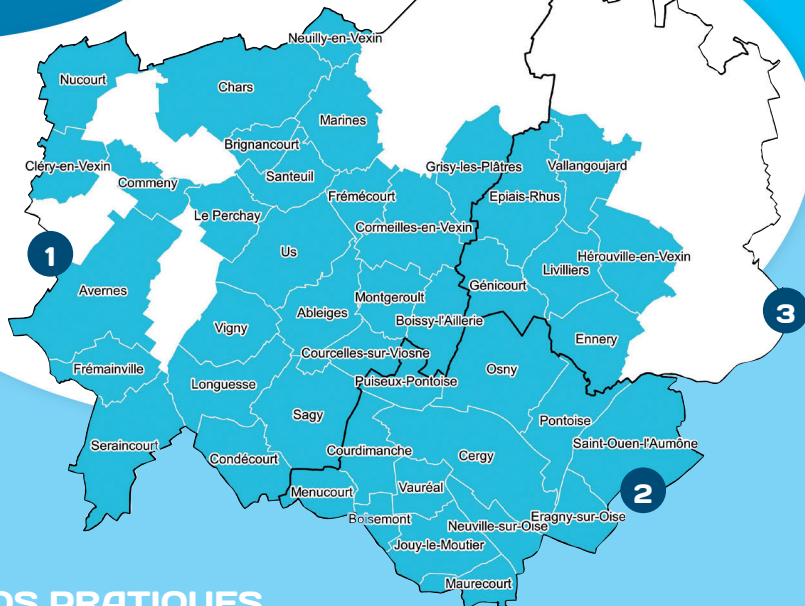 Neuilly-en-Vexin
Nucourt
Chars
Marines
Brignancourt
Cléry-en-Vexin
Commeny
Santeuil
Grisy-les-Plâtres
Vallangoujard
Frémécourt
Epiais-Rhus
Le Perchay
Cormeilles-en-Vexin
Us
1
Hérouville-en-Vexin
Livilliers
Génicourt
Avernes
Montgeroult
Ableiges
Boissy-l'Aillerie
3
Vigny
Ennery
Courcelles-sur-Viosne
Frémainville
Osny
Longuesse
Puiseux-Pontoise
Sagy
Pontoise
Seraincourt
Saint-Ouen-l'Aumône
Courdimanche
Cergy
Condécourt
Menucourt
Vauréal
2
Boisemont
Eragny-sur-Oise
Neuville-sur-Oise
Jouy-le-Moutier
Maurecourt
OS PRATIQUES